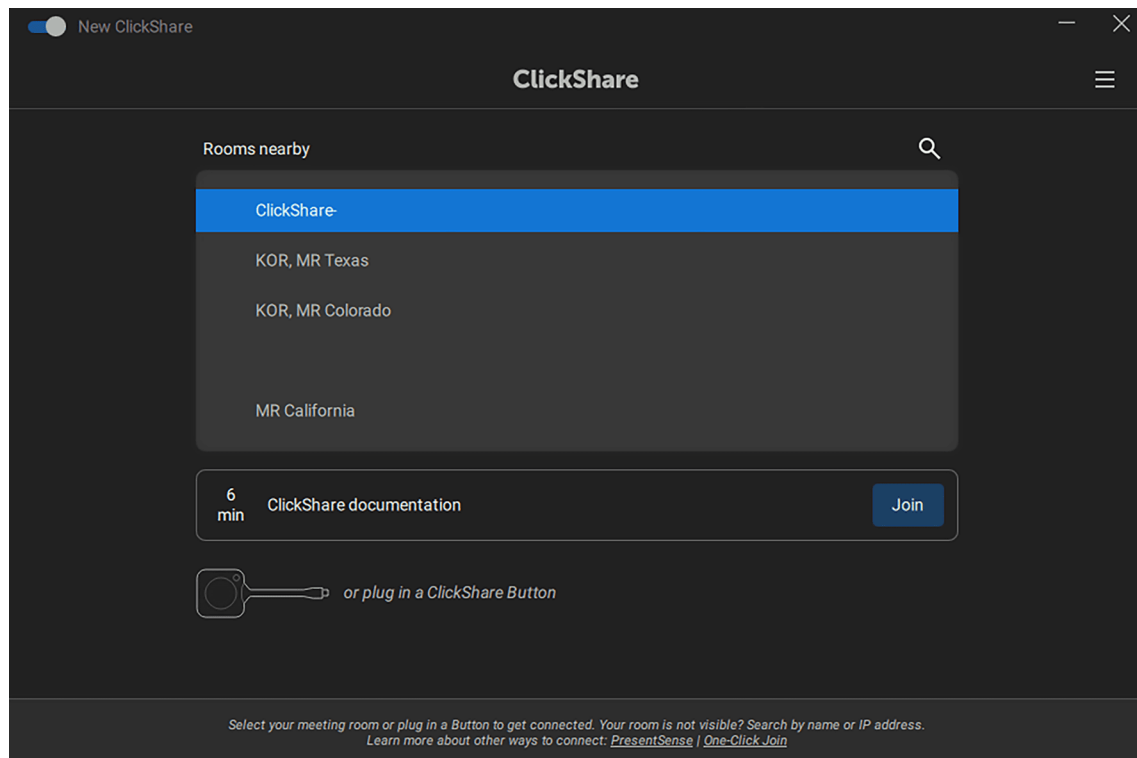 New ClickShare
ClickShare
Rooms nearby
ClickShare-
KOR, MR Texas
KOR, MR Colorado
MR California
6
min
ClickShare documentation
Join
or plug in a ClickShare Button
Select your meeting room or plug in a Button to get connected. Your room is not visible? Search by name or IP address.
Learn more about other ways to connect: PresentSense | One-Click Join